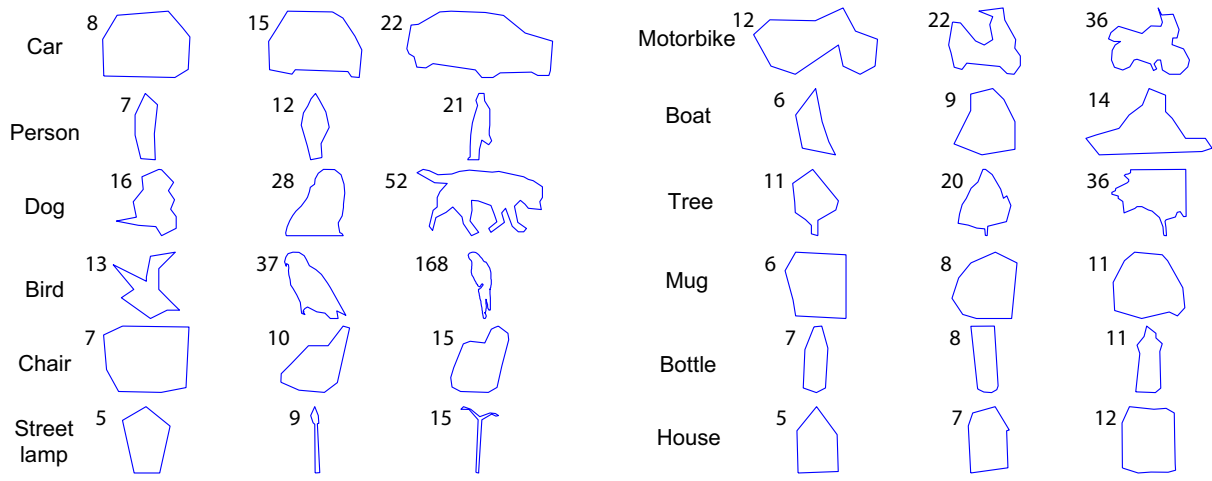 Car 8 15 22 Motorbike 12 22 36
Person 7 12 21 Boat 6 9 14
Dog 16 28 52 Tree 11 20 36
Bird 13 37 168 Mug 6 8 11
Chair 7 10 15 Bottle 7 8 11
Street 5 9 15 House 5 7 12
lamp